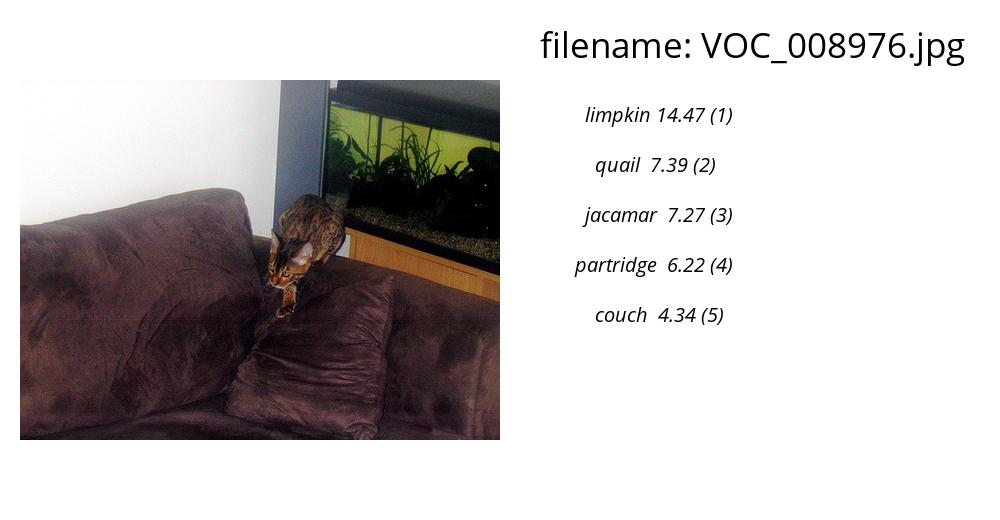 filename: VOC_008976.jpg
limpkin 14.47 (1)
quail 7.39 (2)
jacamar 7.27 (3)
partridge 6.22 (4)
couch 4.34 (5)